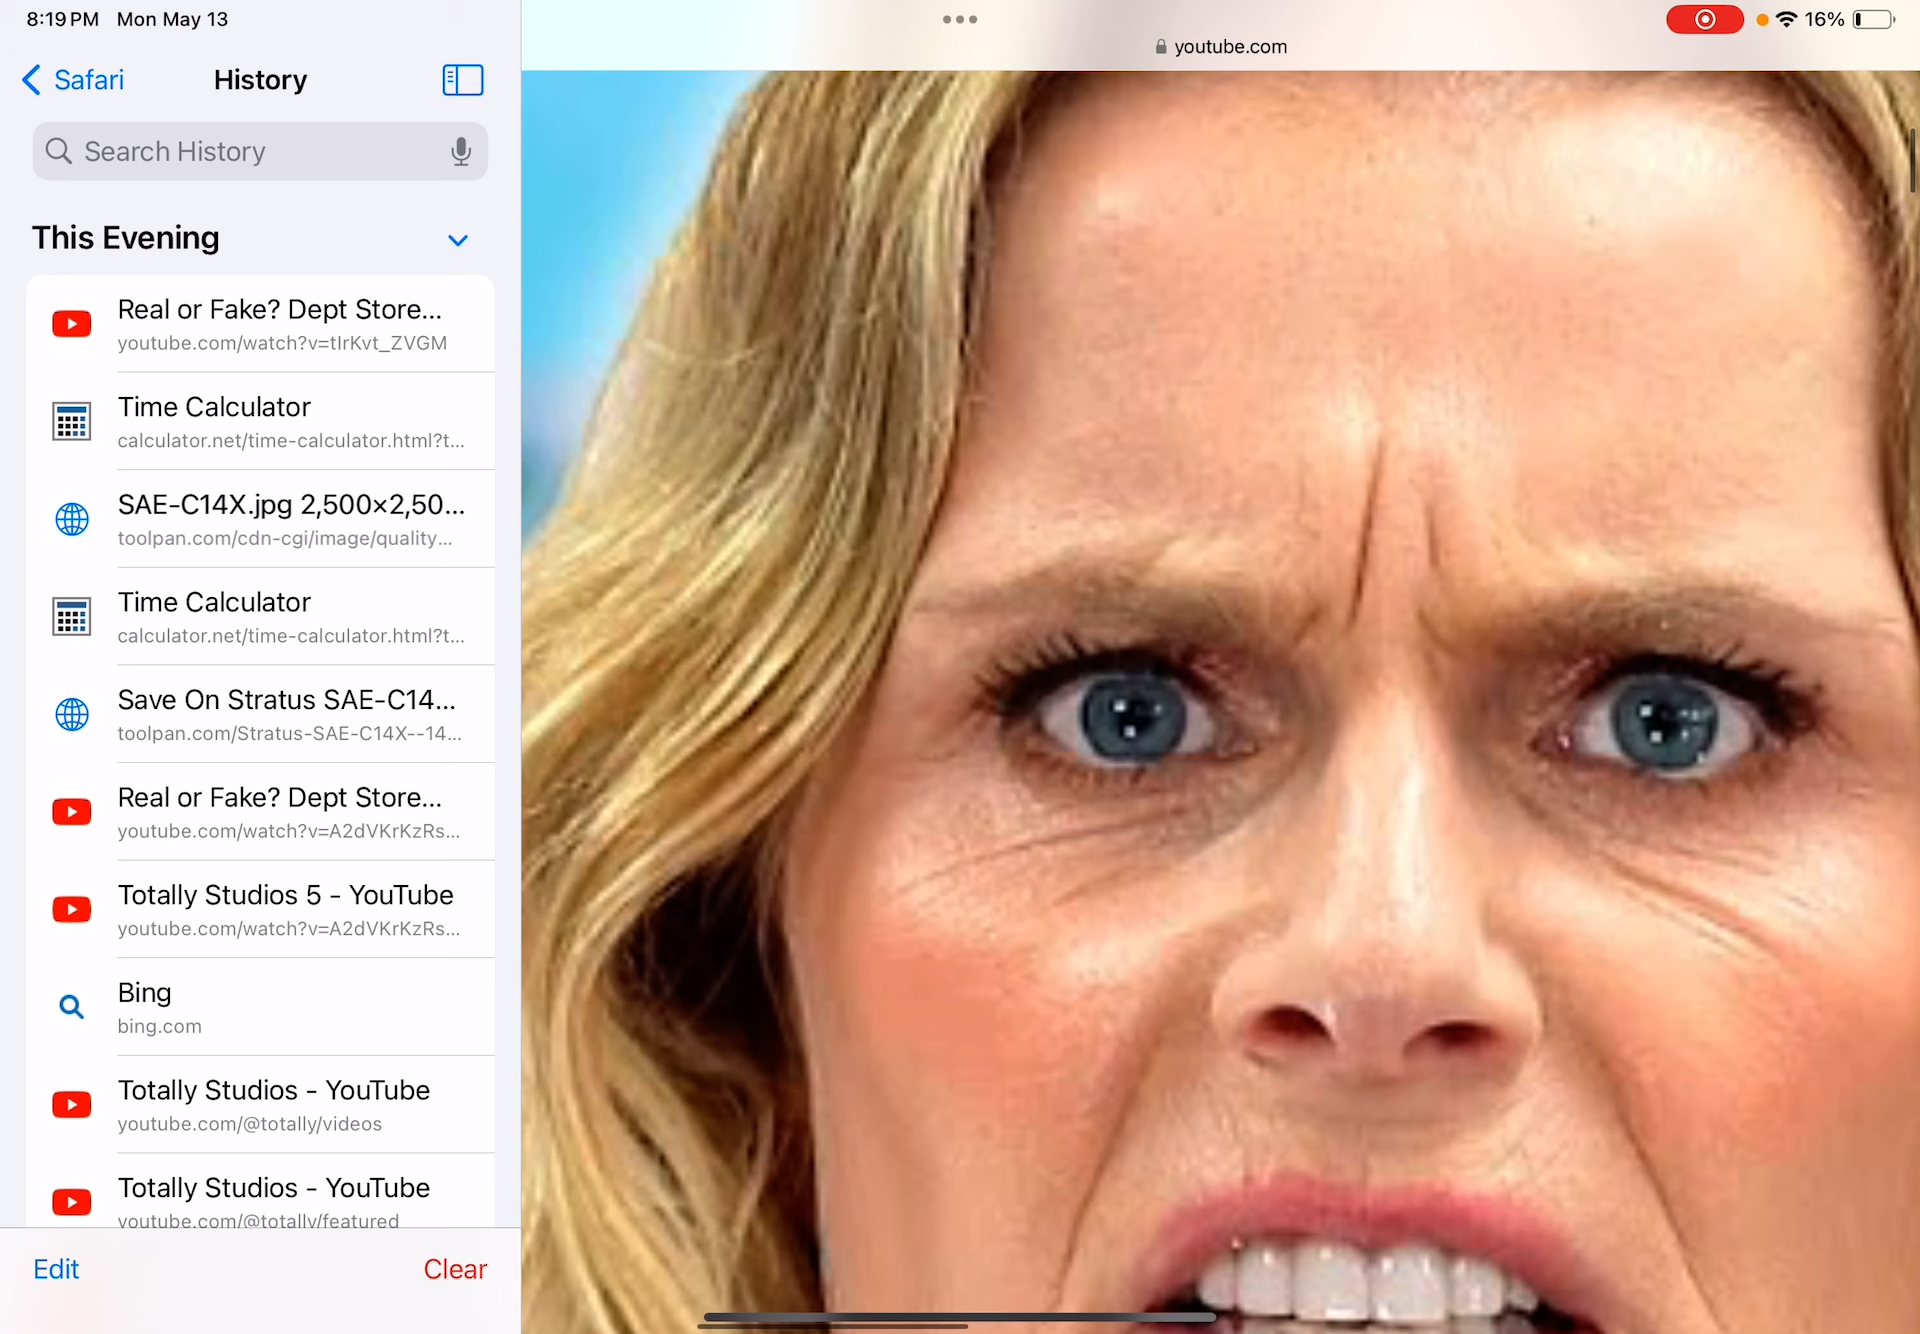 8:19 PM Mon May 13
16%
youtube.com
Safari
History
Search History
This Evening
Real or Fake? Dept Store...
youtube.com/watch?v=tIrKvt_ZVGM
Time Calculator
calculator.net/time-calculator.html?t...
SAE-C14X.jpg 2,500×2,50...
toolpan.com/cdn-cgi/image/quality...
Time Calculator
calculator.net/time-calculator.html?t...
Save On Stratus SAE-C14...
toolpan.com/Stratus-SAE-C14X--14...
Real or Fake? Dept Store...
youtube.com/watch?v=A2dVKrKzRs...
Totally Studios 5 - YouTube
youtube.com/watch?v=A2dVKrKzRs...
Bing
bing.com
Totally Studios - YouTube
youtube.com/@totally/videos
Totally Studios - YouTube
youtube.com/@totally/featured
Edit
Clear